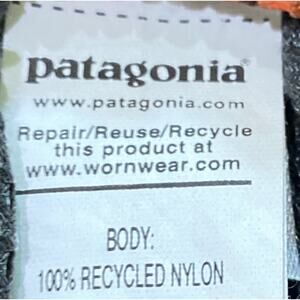 patagonia®
www.patagonia.com
Repair/Reuse/Recycle
this product at
www.wornwear.com
BODY:
100% RECYCLED NYLON